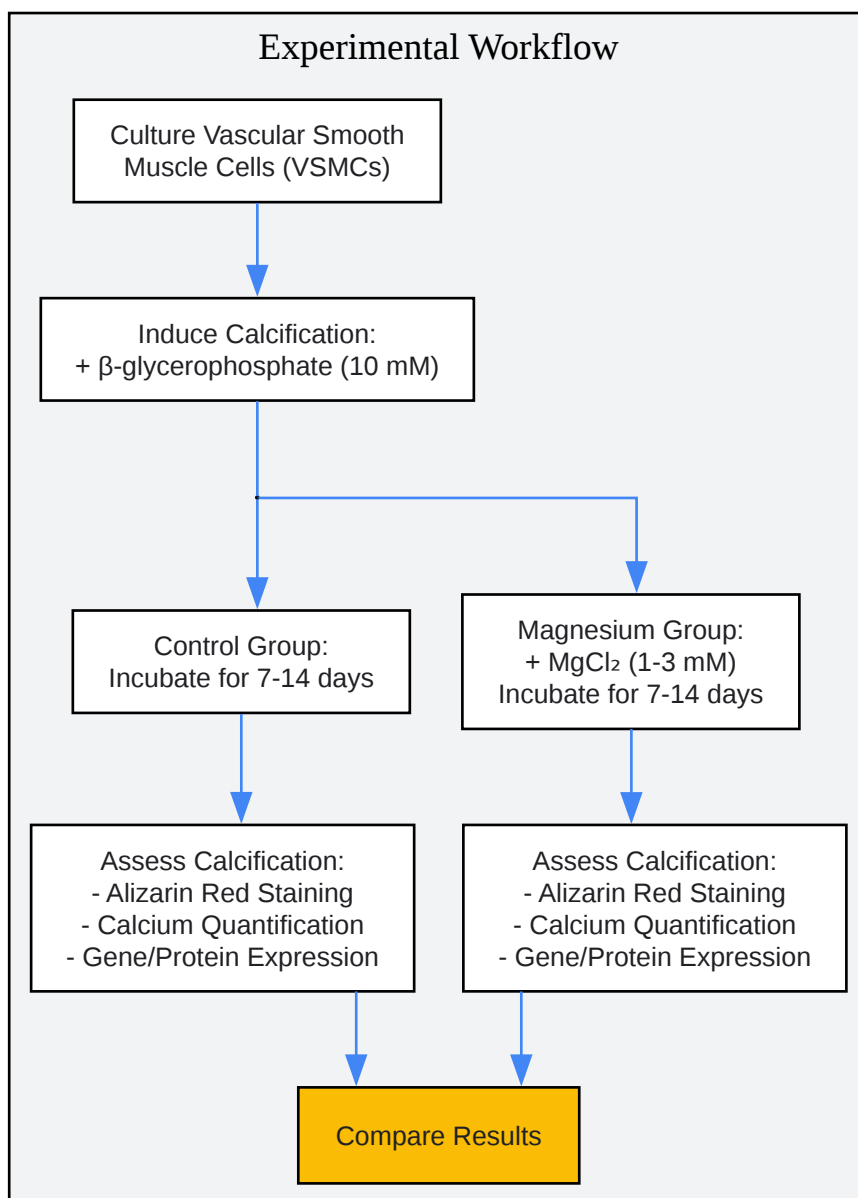 Experimental Workflow
Culture Vascular Smooth
Muscle Cells (VSMCs)
Induce Calcification:
+ β-glycerophosphate (10 mM)
Control Group:
Incubate for 7-14 days
Magnesium Group:
+ MgCl₂ (1-3 mM)
Incubate for 7-14 days
Assess Calcification:
- Alizarin Red Staining
- Calcium Quantification
- Gene/Protein Expression
Assess Calcification:
- Alizarin Red Staining
- Calcium Quantification
- Gene/Protein Expression
Compare Results